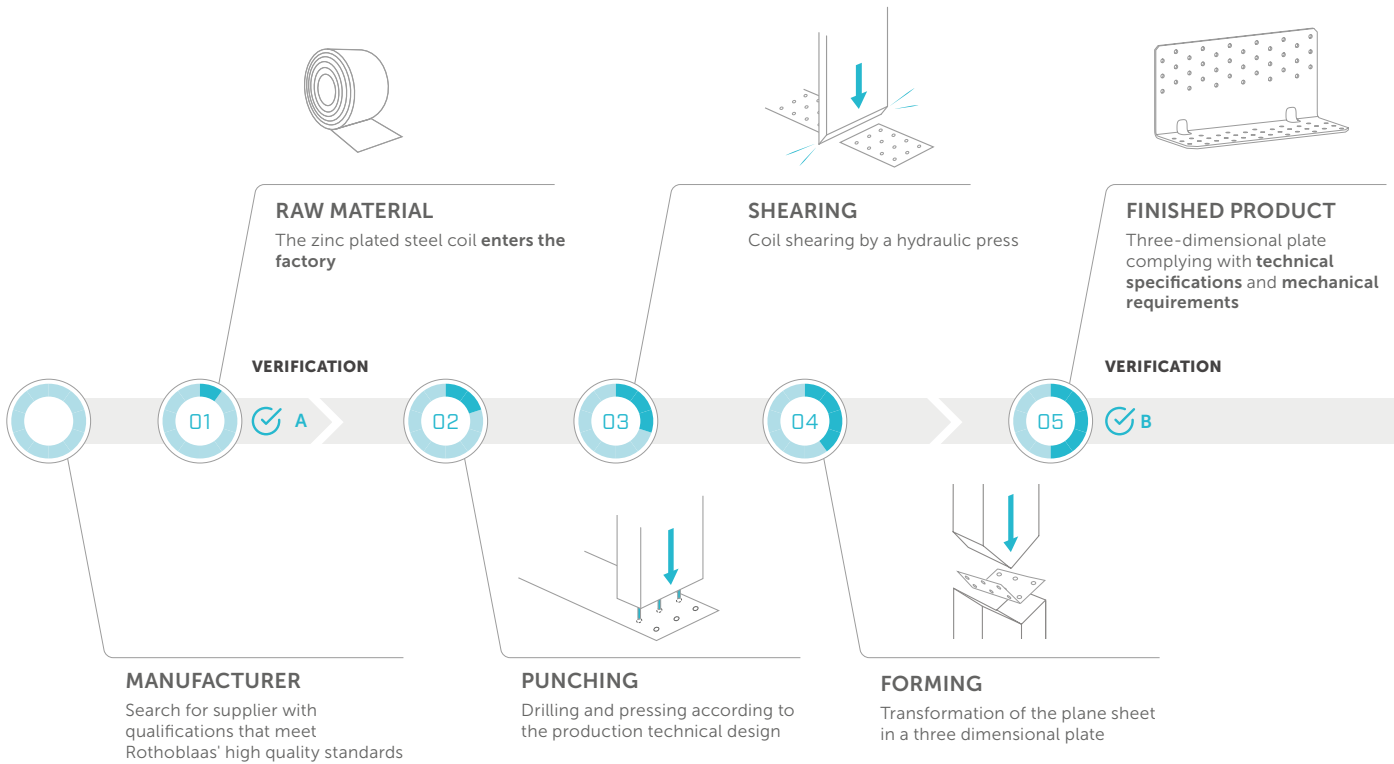 RAW MATERIAL
The zinc plated steel coil enters the
factory
SHEARING
Coil shearing by a hydraulic press
FINISHED PRODUCT
Three-dimensional plate
complying with technical
specifications and mechanical
requirements
VERIFICATION
VERIFICATION
01
A
02
03
04
05
B
MANUFACTURER
Search for supplier with
qualifications that meet
Rothoblaas' high quality standards
PUNCHING
Drilling and pressing according to
the production technical design
FORMING
Transformation of the plane sheet
in a three dimensional plate